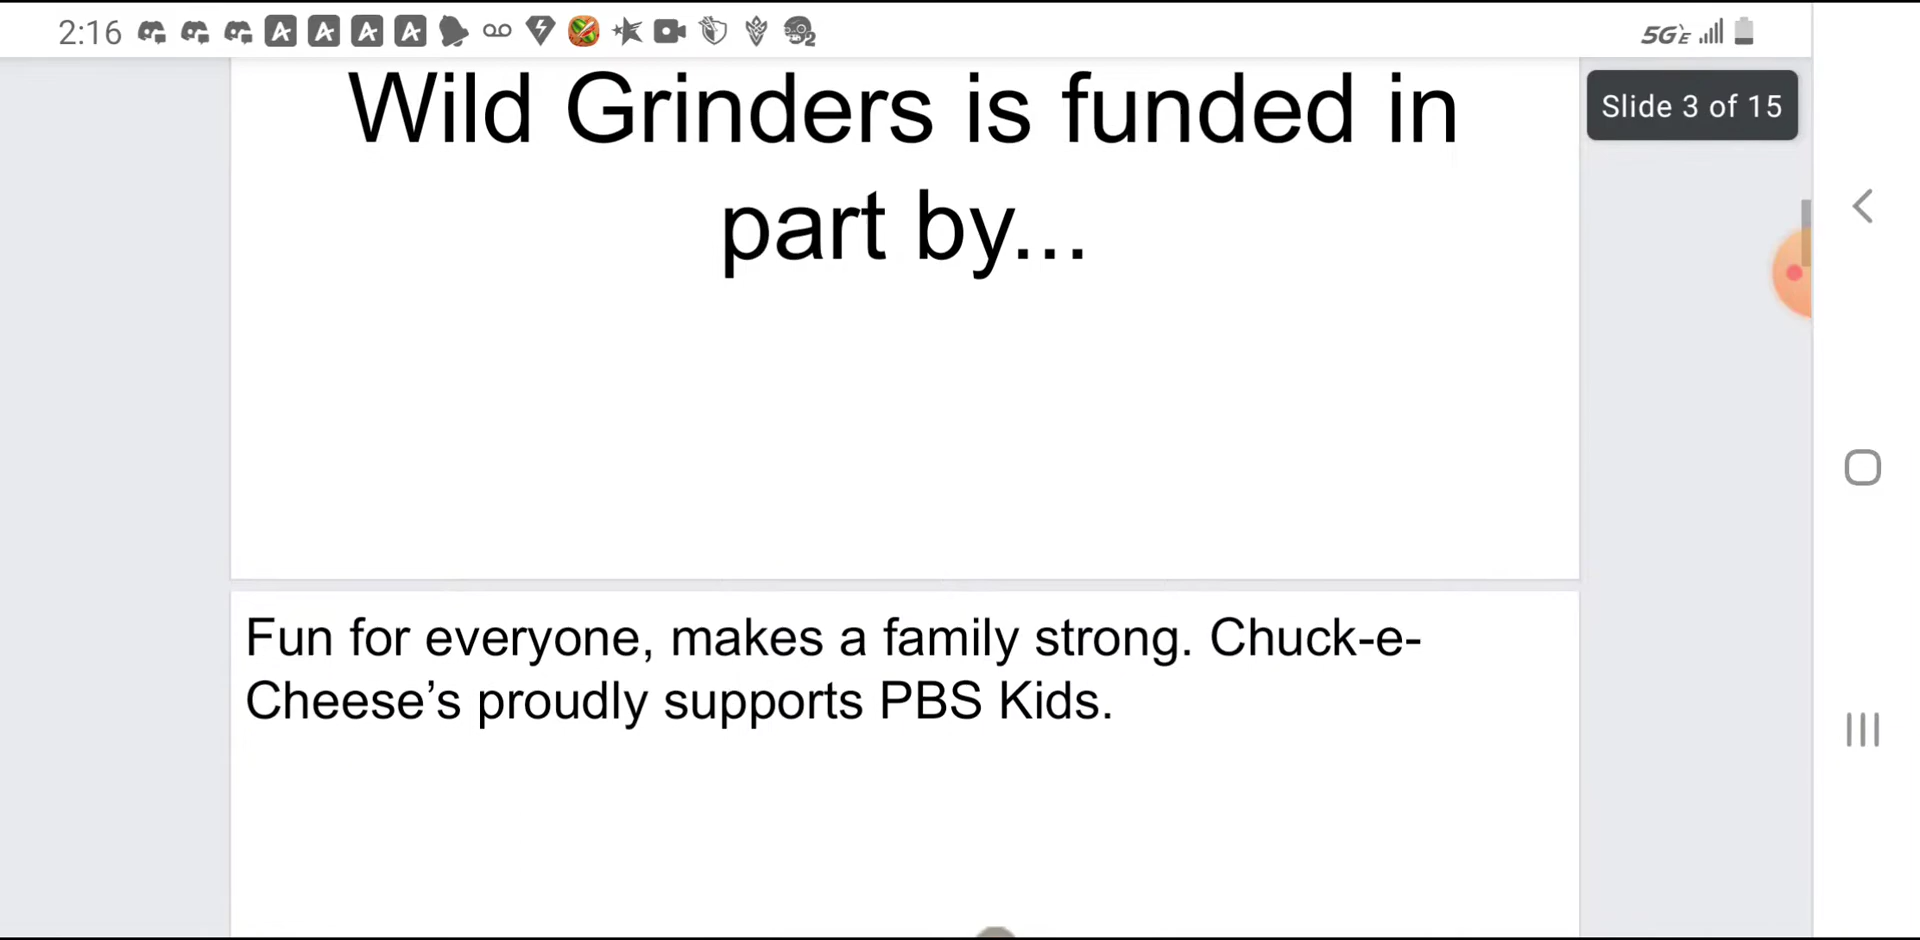 2:16
5GE
Wild Grinders is funded in
part by...
Slide 3 of 15
Fun for everyone, makes a family strong. Chuck-e-
Cheese’s proudly supports PBS Kids.